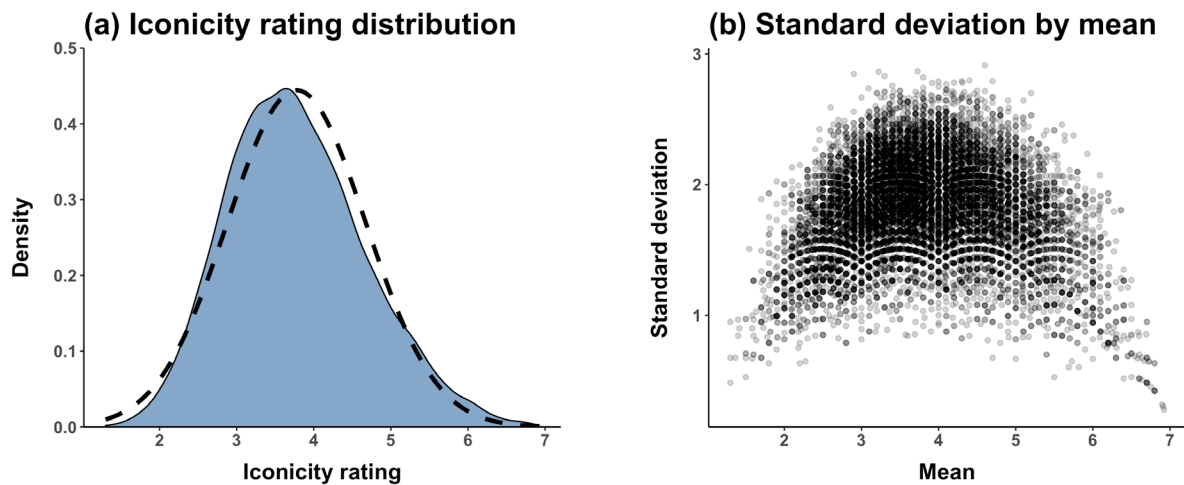 (a) Iconicity rating distribution
0.5
0.4
0.3
0.2
0.1
0.0
Density
2 3 4 5 6 7
Iconicity rating
(b) Standard deviation by mean
3
2
1
Standard deviation
2 3 4 5 6 7
Mean